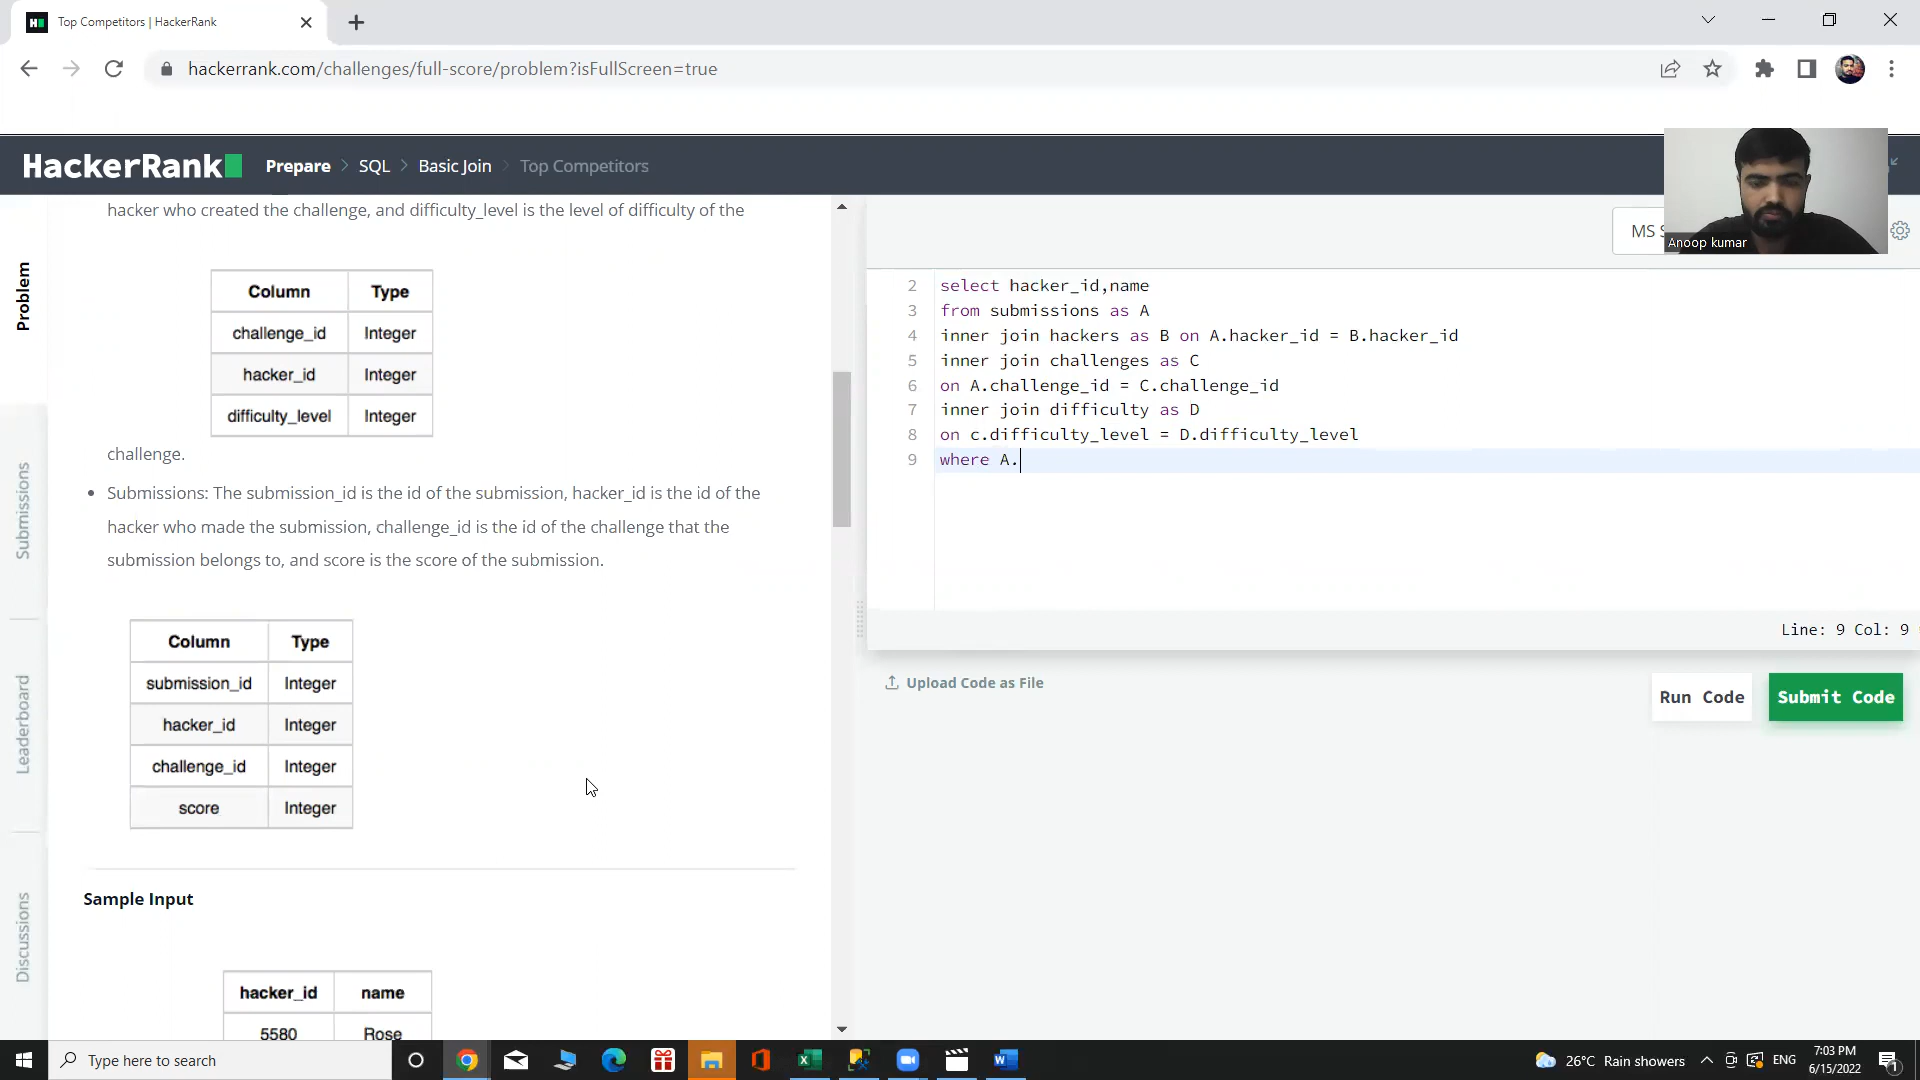 Top Competitors | HackerRank
hackerrank.com/challenges/full-score/problem?isFullScreen=true
HackerRank
Prepare > SQL > Basic Join > Top Competitors
Anoop kumar
MS S
Problem
Submissions
Leaderboard
Discussions
hacker who created the challenge, and difficulty_level is the level of difficulty of the
Column Type
challenge_id Integer
hacker_id Integer
difficulty_level Integer
challenge.
• Submissions: The submission_id is the id of the submission, hacker_id is the id of the
hacker who made the submission, challenge_id is the id of the challenge that the
submission belongs to, and score is the score of the submission.
Column Type
submission_id Integer
hacker_id Integer
challenge_id Integer
score Integer
Sample Input
hacker_id name
5580 Rose
2 select hacker_id,name
3 from submissions as A
4 inner join hackers as B on A.hacker_id = B.hacker_id
5 inner join challenges as C
6 on A.challenge_id = C.challenge_id
7 inner join difficulty as D
8 on c.difficulty_level = D.difficulty_level
9 where A.
Line: 9 Col: 9
Upload Code as File
Run Code
Submit Code
Type here to search
26°C Rain showers
ENG
7:03 PM
6/15/2022
1